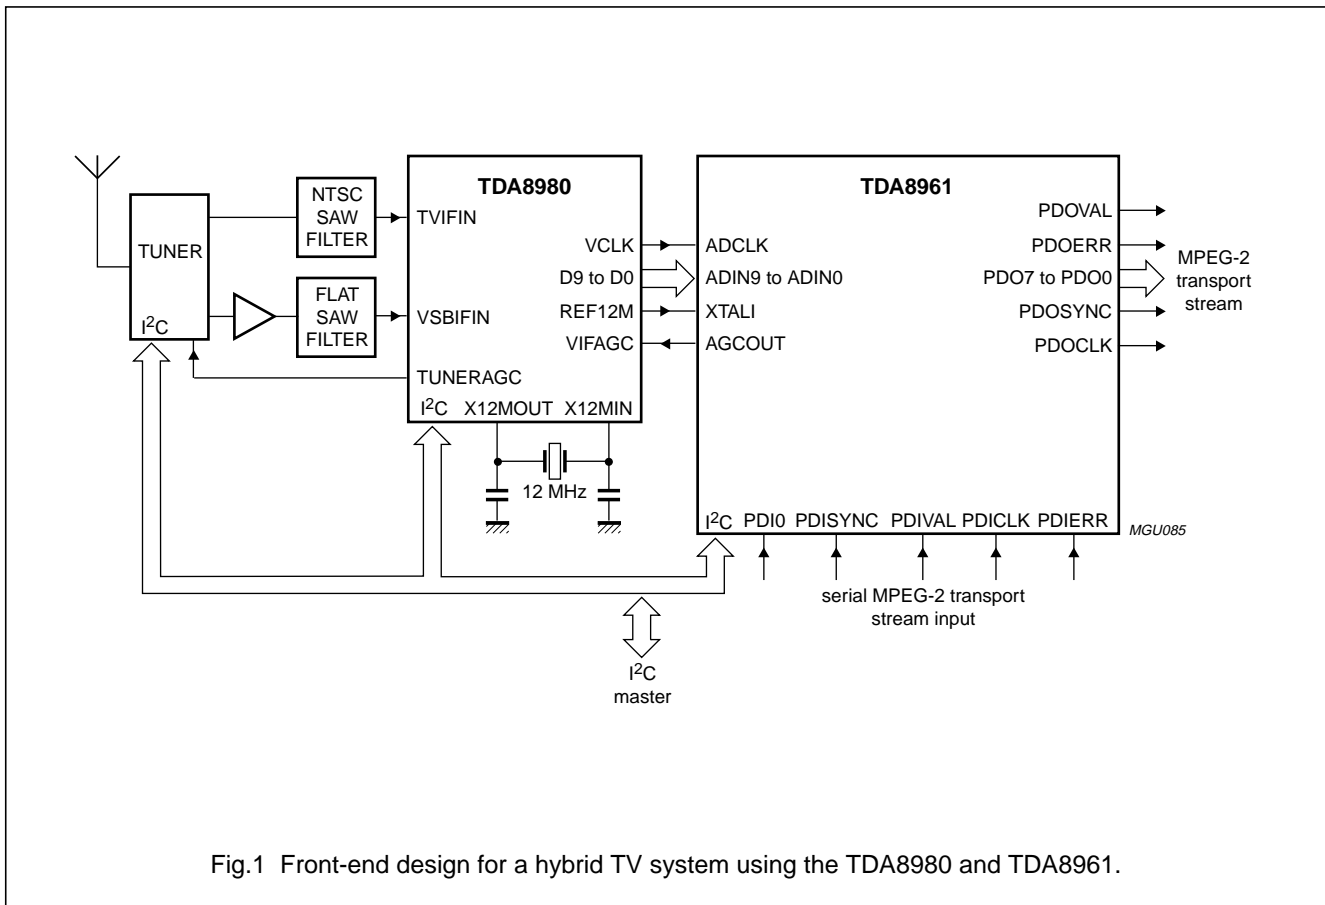 TUNER
I2C
NTSC
SAW
FILTER
FLAT
SAW
FILTER
TDA8980
TVIFIN
VSBIFIN
TUNERAGC
I2C X12MOUT X12MIN
VCLK
D9 to D0
REF12M
VIFAGC
12 MHz
TDA8961
ADCLK
ADIN9 to ADIN0
XTALI
AGCOUT
PDOVAL
PDOERR
PDO7 to PDO0
PDOSYNC
PDOCLK
MPEG-2
transport
stream
I2C PDI0 PDISYNC PDIVAL PDICLK PDIERR
MGU085
serial MPEG-2 transport
stream input
I2C
master
Fig.1 Front-end design for a hybrid TV system using the TDA8980 and TDA8961.